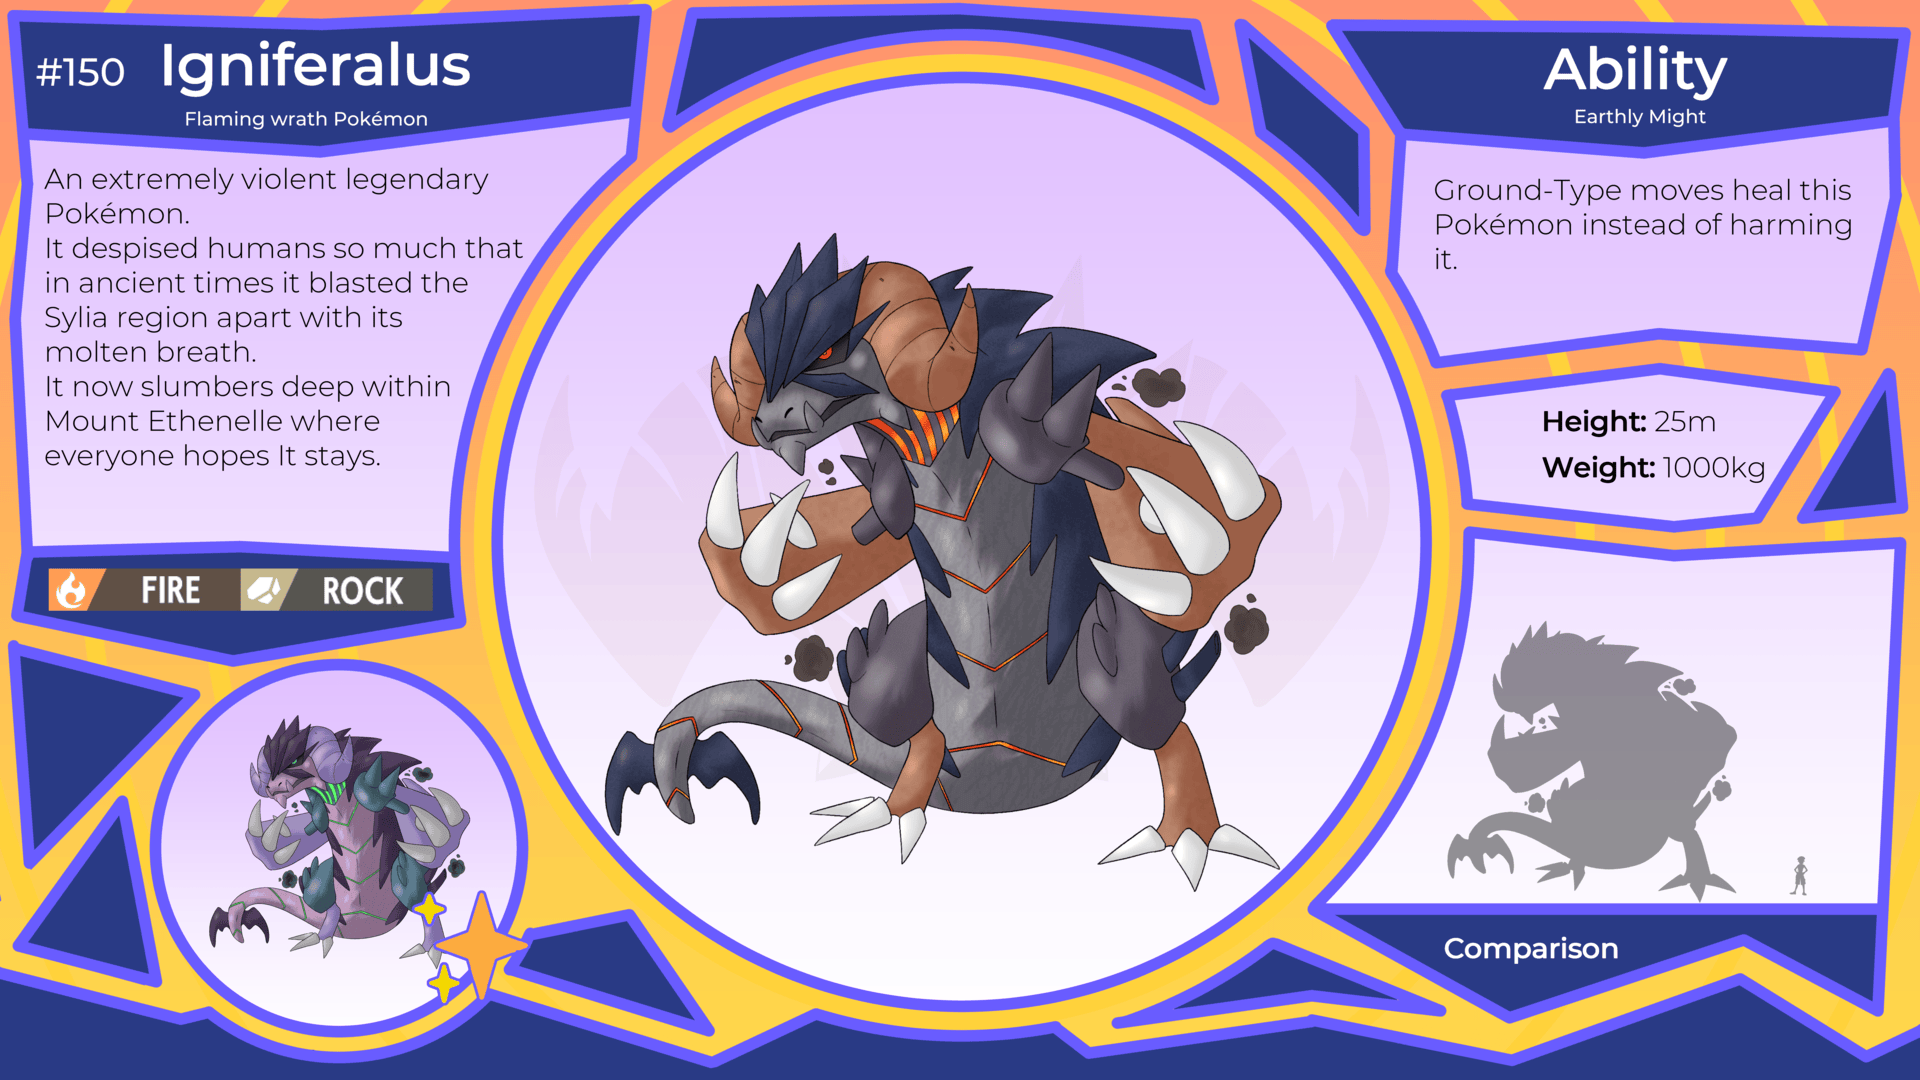 #150 Igniferalus
Flaming wrath Pokémon
An extremely violent legendary
Pokémon.
It despised humans so much that
in ancient times it blasted the
Sylia region apart with its
molten breath.
It now slumbers deep within
Mount Ethenelle where
everyone hopes It stays.
FIRE ROCK
Ability
Earthly Might
Ground-Type moves heal this
Pokémon instead of harming
it.
Height: 25m
Weight: 1000kg
Comparison